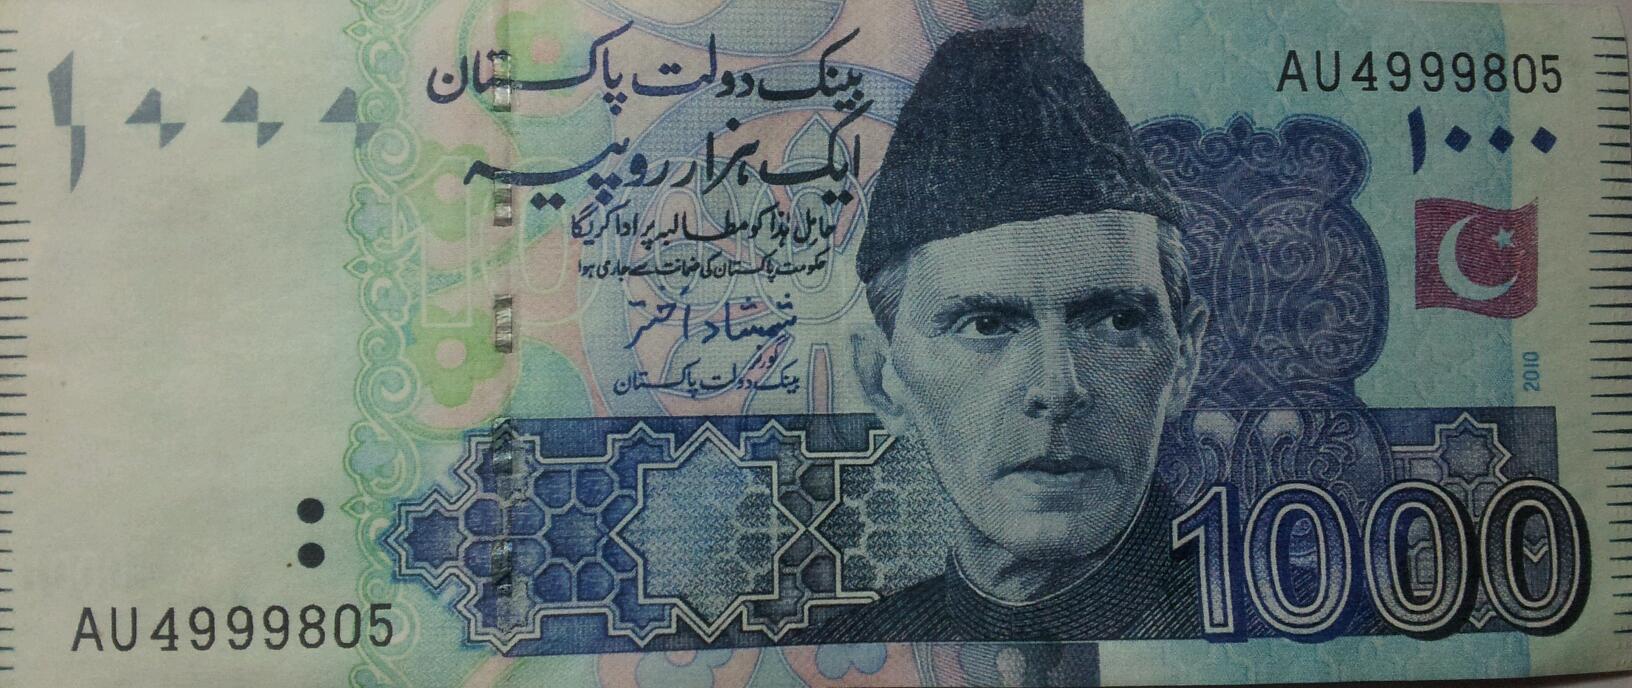 بینک دولت پاکستان
ایک ہزار روپیہ
حامل ہٰذا کو مطالبہ پر ادا کریگا
حکومت پاکستان کی ضمانت سے جاری ہوا
شمشاد اختر
گورنر
بینک دولت پاکستان
AU4999805
۱۰۰۰
۱۰۰۰
2010
1000
AU4999805